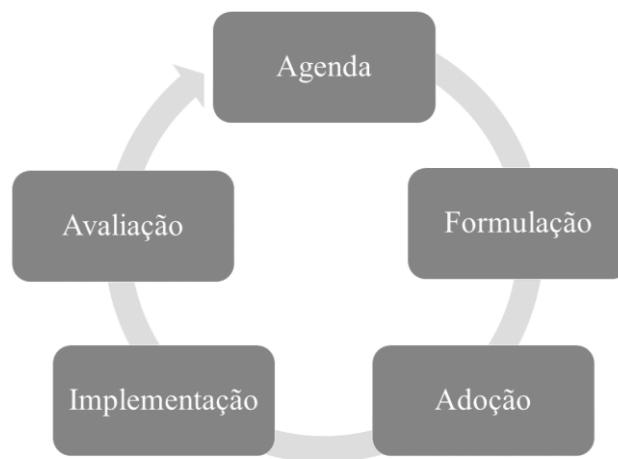 Agenda
Formulação
Adoção
Implementação
Avaliação